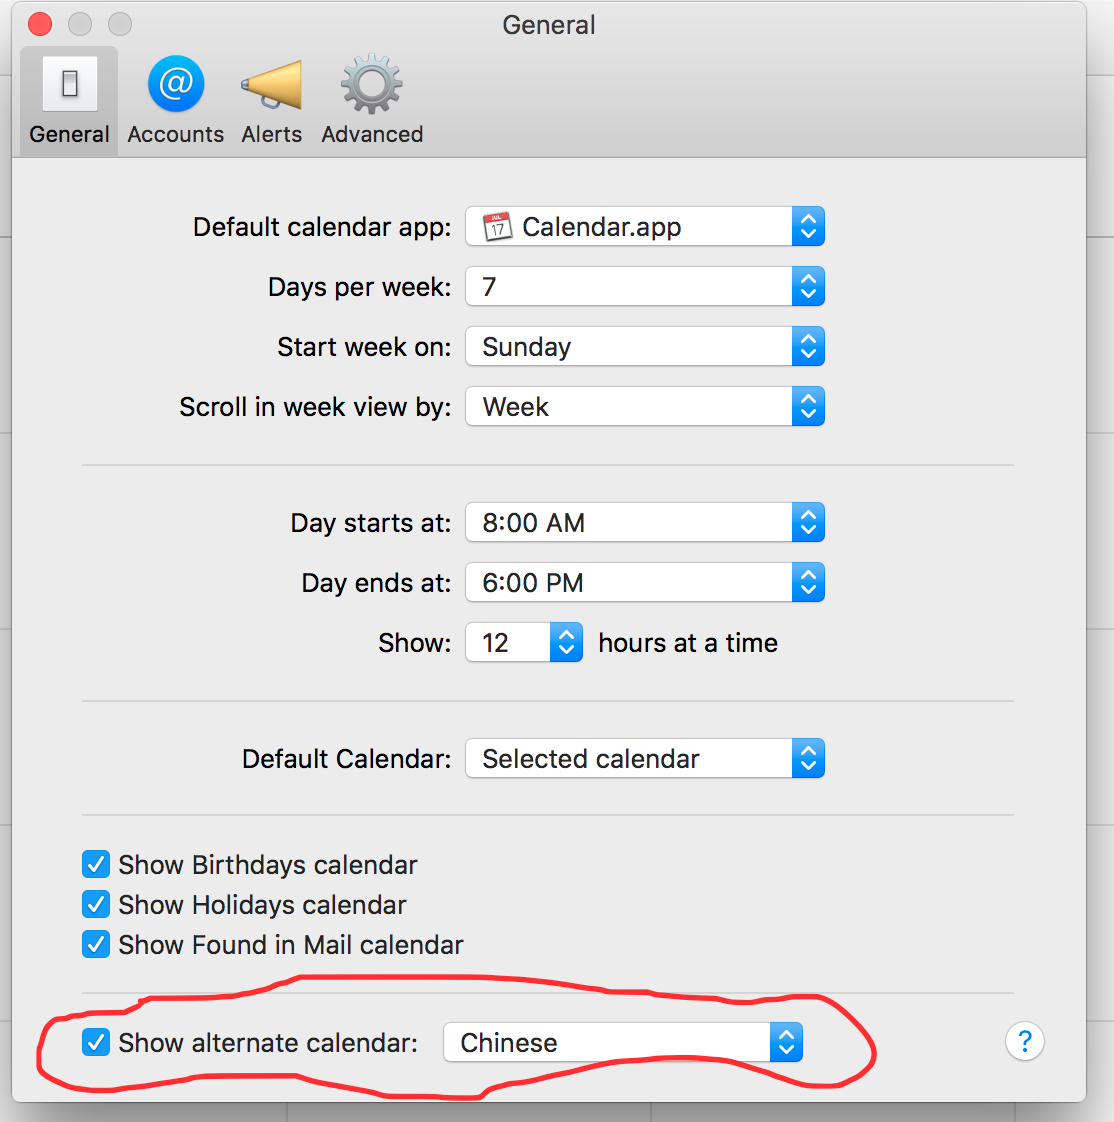 General
General Accounts Alerts Advanced
Default calendar app: JUL 17 Calendar.app
Days per week: 7
Start week on: Sunday
Scroll in week view by: Week
Day starts at: 8:00 AM
Day ends at: 6:00 PM
Show: 12 hours at a time
Default Calendar: Selected calendar
Show Birthdays calendar
Show Holidays calendar
Show Found in Mail calendar
Show alternate calendar: Chinese ?